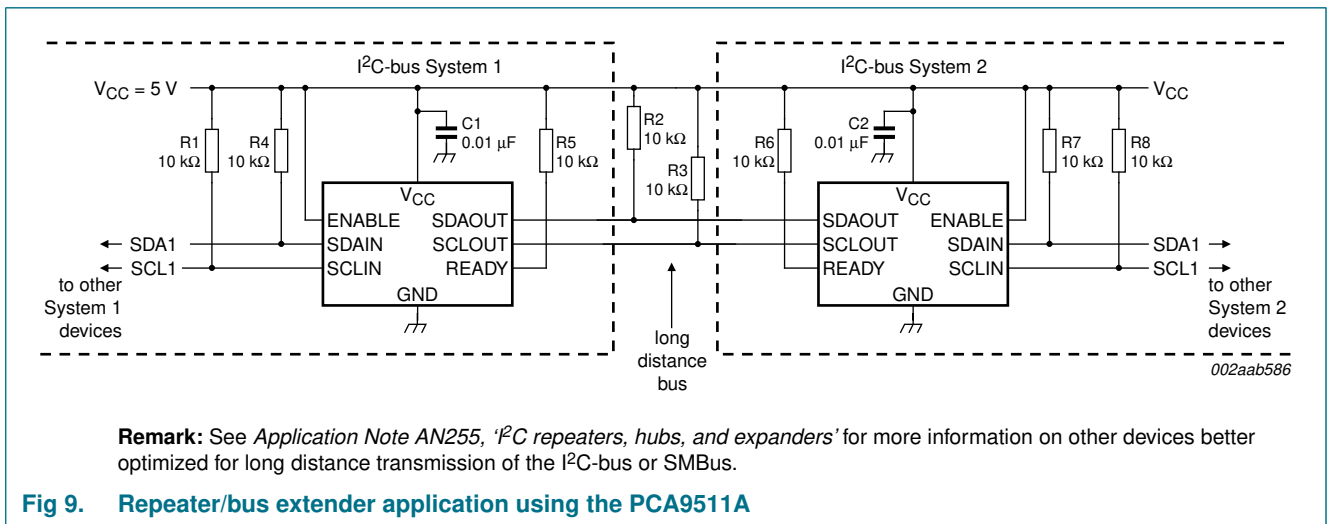 I²C-bus System 1
I²C-bus System 2
VCC = 5 V
VCC
R1
10 kΩ
R4
10 kΩ
C1
0.01 μF
R5
10 kΩ
R2
10 kΩ
R3
10 kΩ
R6
10 kΩ
C2
0.01 μF
R7
10 kΩ
R8
10 kΩ
VCC
ENABLE SDAOUT
SDAIN SCLOUT
SCLIN READY
GND
VCC
SDAOUT ENABLE
SCLOUT SDAIN
READY SCLIN
GND
SDA1
SCL1
to other
System 1
devices
long
distance
bus
SDA1
SCL1
to other
System 2
devices
002aab586
Remark: See Application Note AN255, ‘I²C repeaters, hubs, and expanders’ for more information on other devices better
optimized for long distance transmission of the I²C-bus or SMBus.
Fig 9. Repeater/bus extender application using the PCA9511A